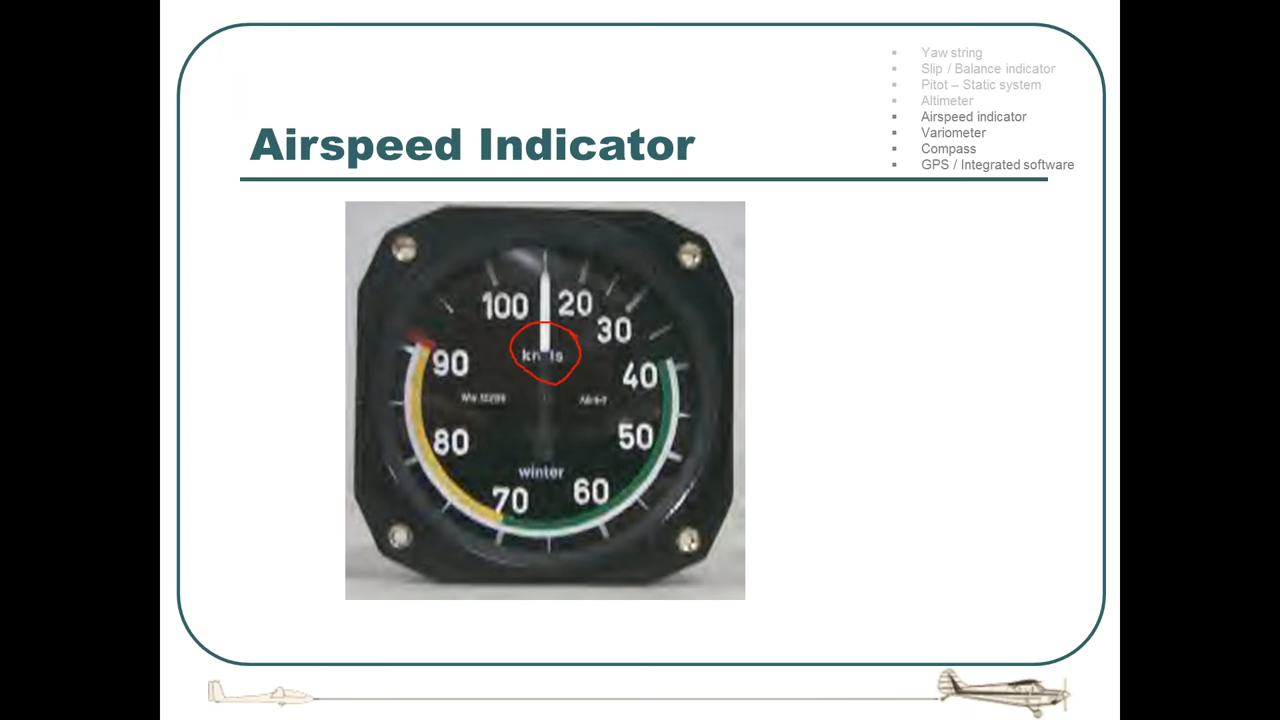 Yaw string
Slip / Balance indicator
Pitot – Static system
Altimeter
Airspeed indicator
Variometer
Compass
GPS / Integrated software
Airspeed Indicator
100
20
30
90
40
80
50
winter
70
60